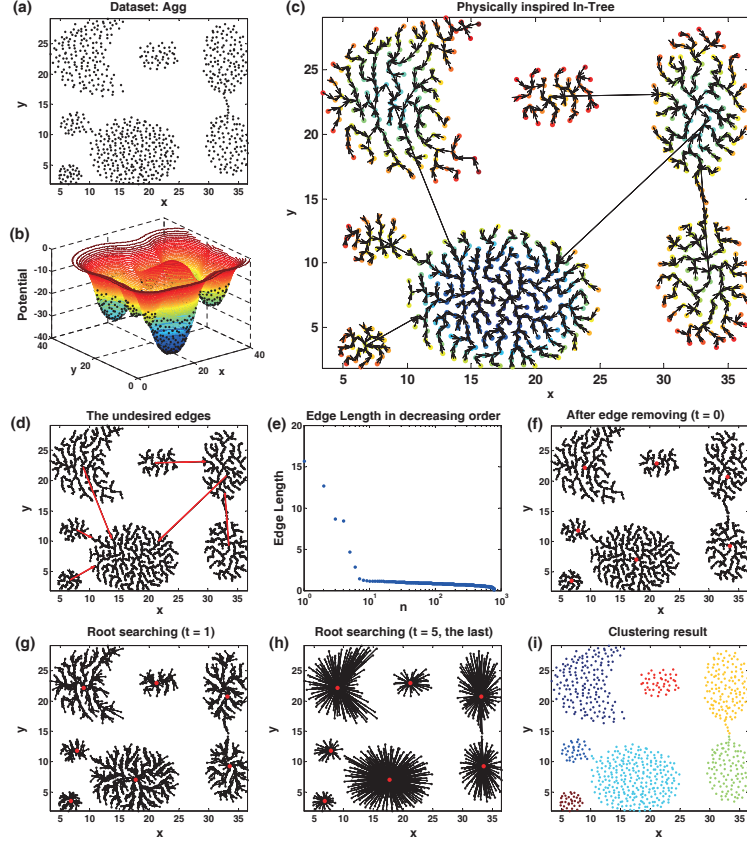 (a)
Dataset: Agg
y
25
20
15
10
5
5 10 15 20 25 30 35
x
(b)
Potential
0
-10
-20
-30
-40
40
20
0
y
0
20
40
x
(c)
Physically inspired In-Tree
y
25
20
15
10
5
5 10 15 20 25 30 35
x
(d)
The undesired edges
y
25
20
15
10
5
5 10 15 20 25 30 35
x
(e)
Edge Length in decreasing order
Edge Length
20
15
10
5
0
10^0 10^1 10^2 10^3
n
(f)
After edge removing (t = 0)
y
25
20
15
10
5
5 10 15 20 25 30 35
x
(g)
Root searching (t = 1)
y
25
20
15
10
5
5 10 15 20 25 30 35
x
(h)
Root searching (t = 5, the last)
y
25
20
15
10
5
5 10 15 20 25 30 35
x
(i)
Clustering result
y
25
20
15
10
5
5 10 15 20 25 30 35
x